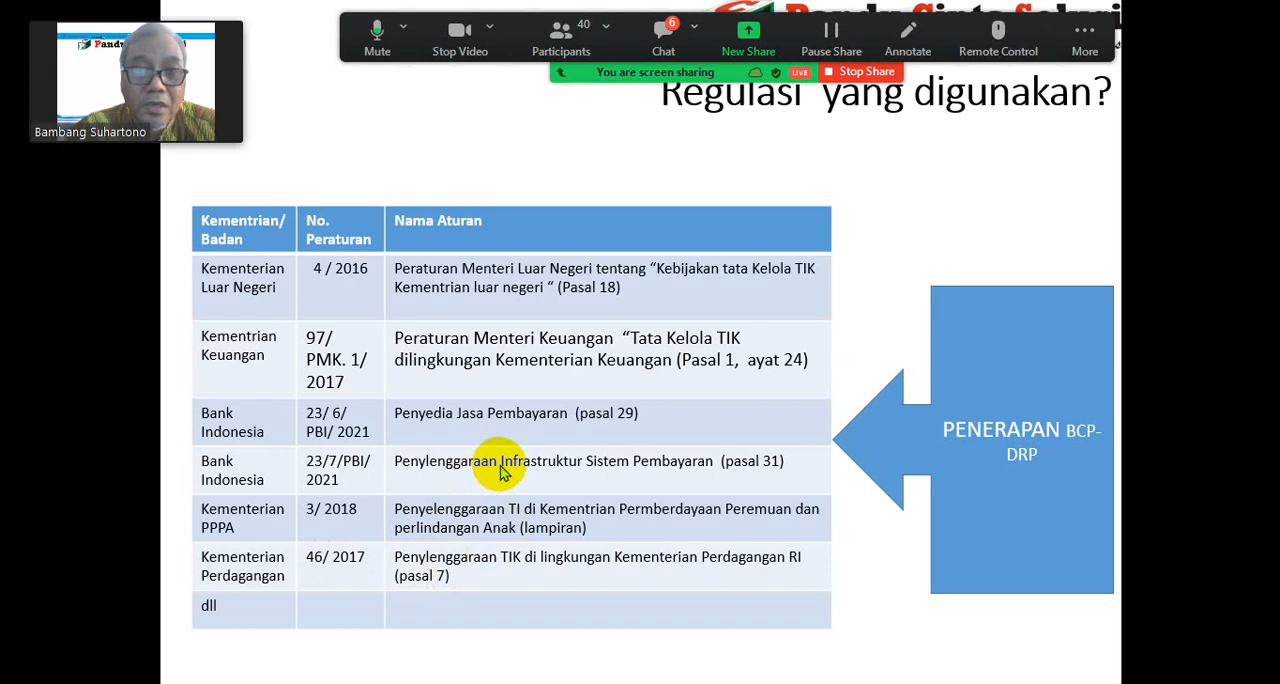 Mute
Stop Video
40
Participants
6
Chat
New Share
Pause Share
Annotate
Remote Control
More
You are screen sharing
LIVE
Stop Share
Bambang Suhartono
Regulasi yang digunakan?
Kementrian/
Badan
No.
Peraturan
Nama Aturan
Kementerian
Luar Negeri
4 / 2016
Peraturan Menteri Luar Negeri tentang “Kebijakan tata Kelola TIK
Kementrian luar negeri “ (Pasal 18)
Kementrian
Keuangan
97/
PMK. 1/
2017
Peraturan Menteri Keuangan “Tata Kelola TIK
dilingkungan Kementerian Keuangan (Pasal 1, ayat 24)
Bank
Indonesia
23/ 6/
PBI/ 2021
Penyedia Jasa Pembayaran (pasal 29)
Bank
Indonesia
23/7/PBI/
2021
Penylenggaraan Infrastruktur Sistem Pembayaran (pasal 31)
Kementerian
PPPA
3/ 2018
Penyelenggaraan TI di Kementrian Permberdayaan Peremuan dan
perlindangan Anak (lampiran)
Kementerian
Perdagangan
46/ 2017
Penylenggaraan TIK di lingkungan Kementerian Perdagangan RI
(pasal 7)
dll
PENERAPAN BCP-
DRP